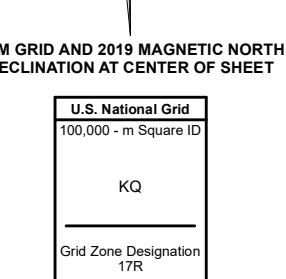 M GRID AND 2019 MAGNETIC NORTH
ECLINATION AT CENTER OF SHEET
U.S. National Grid
100,000 - m Square ID
KQ
Grid Zone Designation
17R